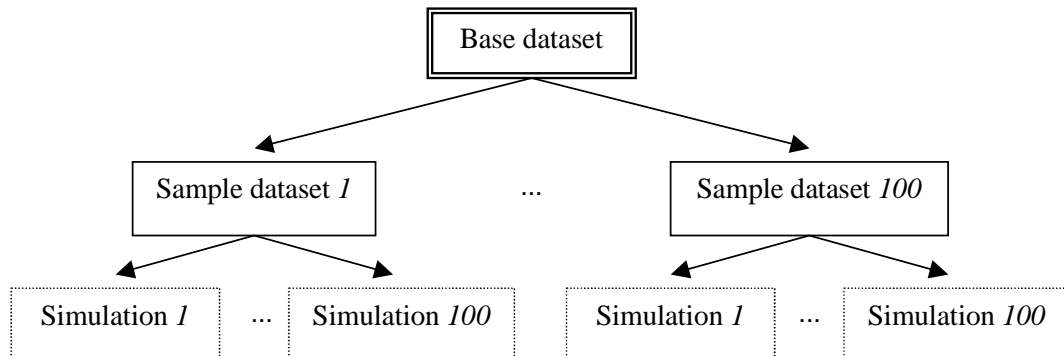 Base dataset
Sample dataset 1 ... Sample dataset 100
Simulation 1 ... Simulation 100 Simulation 1 ... Simulation 100